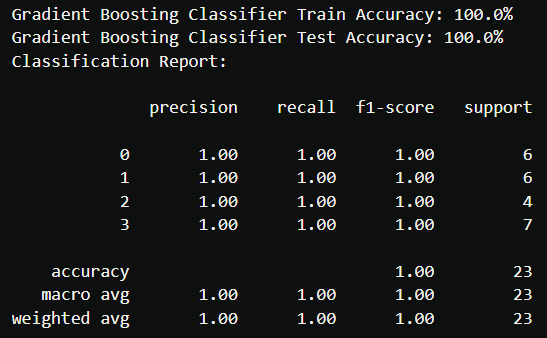 Gradient Boosting Classifier Train Accuracy: 100.0%
Gradient Boosting Classifier Test Accuracy: 100.0%
Classification Report:
precision recall f1-score support
0 1.00 1.00 1.00 6
1 1.00 1.00 1.00 6
2 1.00 1.00 1.00 4
3 1.00 1.00 1.00 7
accuracy 1.00 23
macro avg 1.00 1.00 1.00 23
weighted avg 1.00 1.00 1.00 23